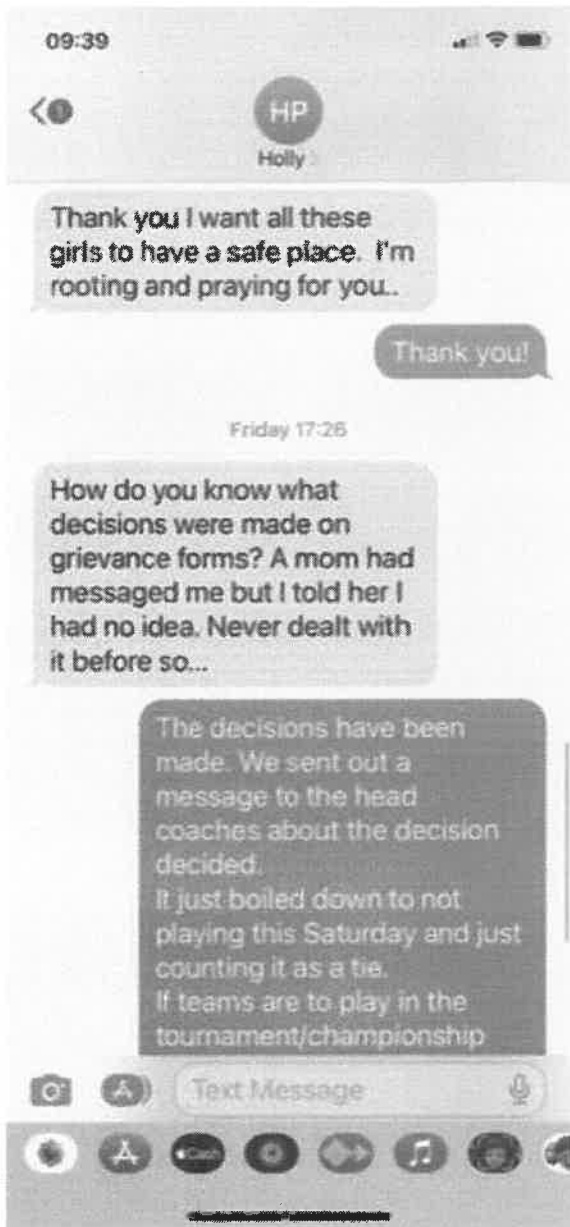 09:39
HP
Holly
Thank you I want all these
girls to have a safe place. I'm
rooting and praying for you..
Thank you!
Friday 17:26
How do you know what
decisions were made on
grievance forms? A mom had
messaged me but I told her I
had no idea. Never dealt with
it before so...
The decisions have been
made. We sent out a
message to the head
coaches about the decision
decided.
It just boiled down to not
playing this Saturday and just
counting it as a tie.
If teams are to play in the
tournament/championship
Text Message
Cash